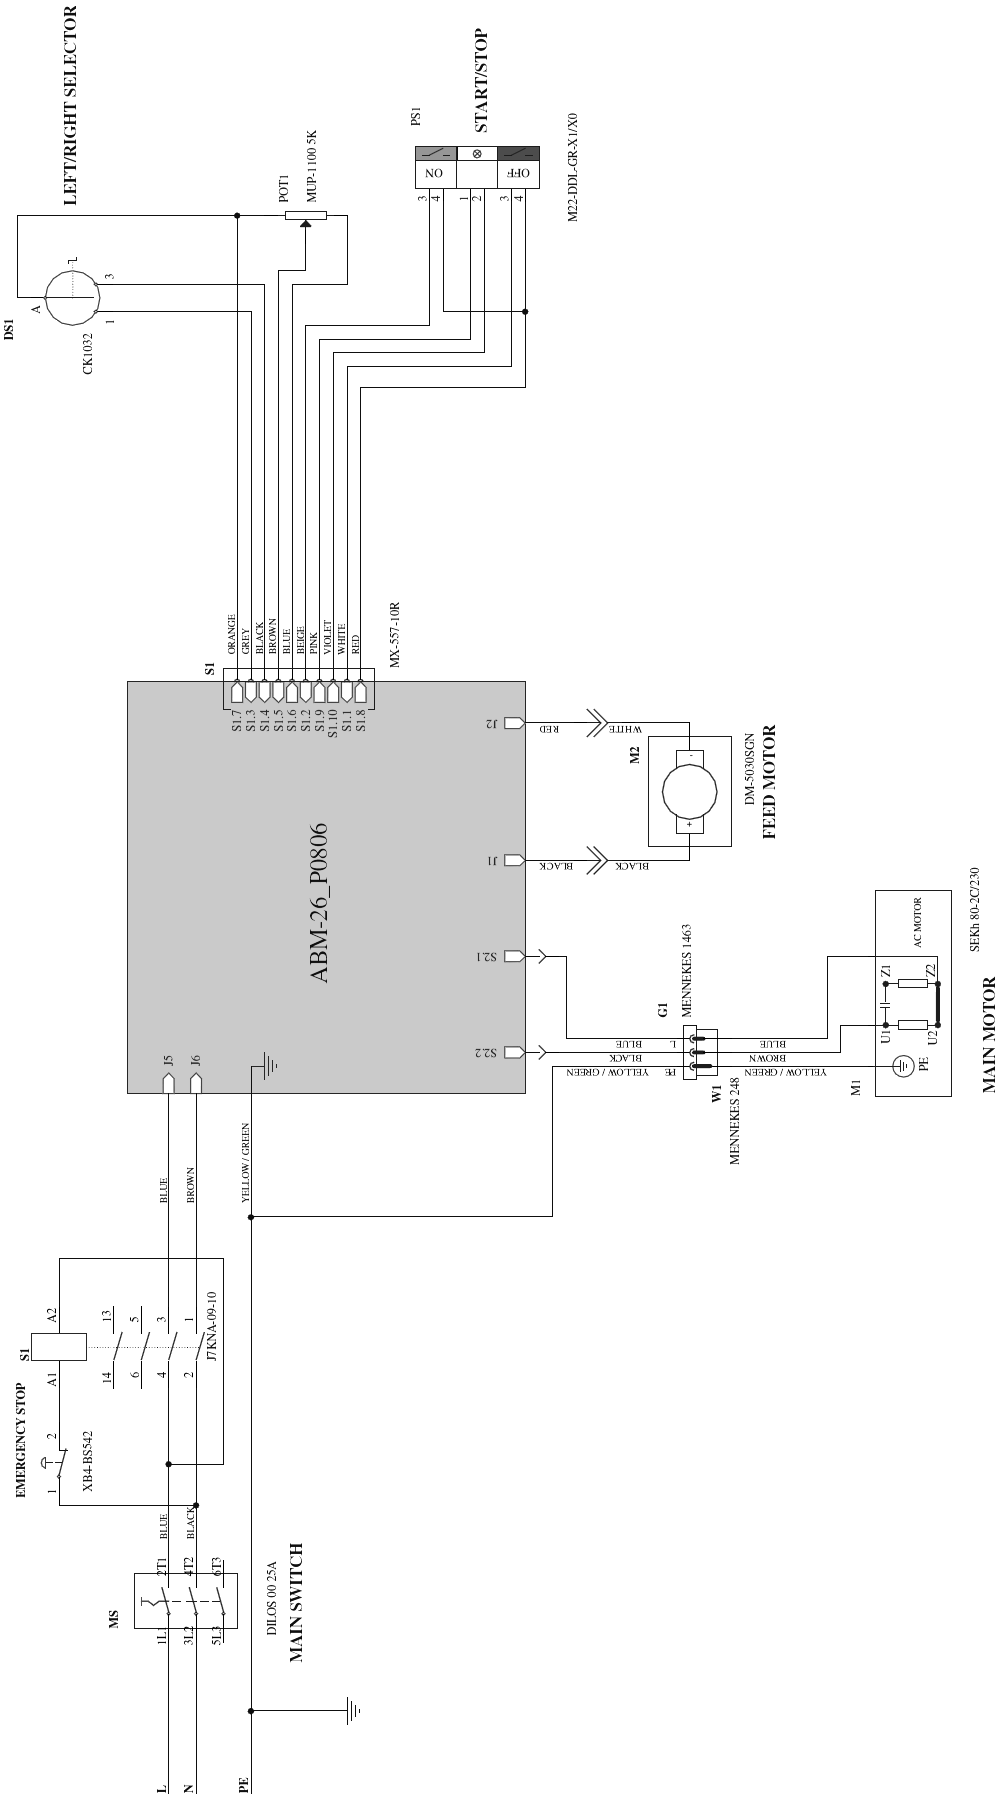 LEFT/RIGHT SELECTOR
DS1
A
3
1
CK1032
POT1
MUP-1100 5K
PS1
START/STOP
ON
OFF
3
4
1
2
3
4
M22-DDL-GR-X1/X0
ORANGE
GREY
BLACK
BROWN
BLUE
BEIGE
PINK
VIOLET
WHITE
RED
S1
MX-557-10R
S1.7
S1.3
S1.4
S1.5
S1.6
S1.2
S1.9
S1.10
S1.1
S1.8
ABM-26_P0806
J2
RED
WHITE
J1
BLACK
BLACK
M2
-
+
DM-5030SGN
FEED MOTOR
S2.1
S2.2
BLUE
BLACK
YELLOW / GREEN
L
PE
G1
MENNEKES 1463
W1
MENNEKES 248
BLUE
BROWN
YELLOW / GREEN
M1
AC MOTOR
Z1
Z2
U1
U2
PE
SEKh 80-2C/230
MAIN MOTOR
J5
J6
BLUE
BROWN
YELLOW / GREEN
EMERGENCY STOP
S1
A2
A1
13
5
3
1
14
6
4
2
J7KNA-09-10
2
1
XB4-BS542
BLUE
BLACK
MS
2T1
4T2
6T3
1L1
3L2
5L3
DILOS 00 25A
MAIN SWITCH
L
N
PE